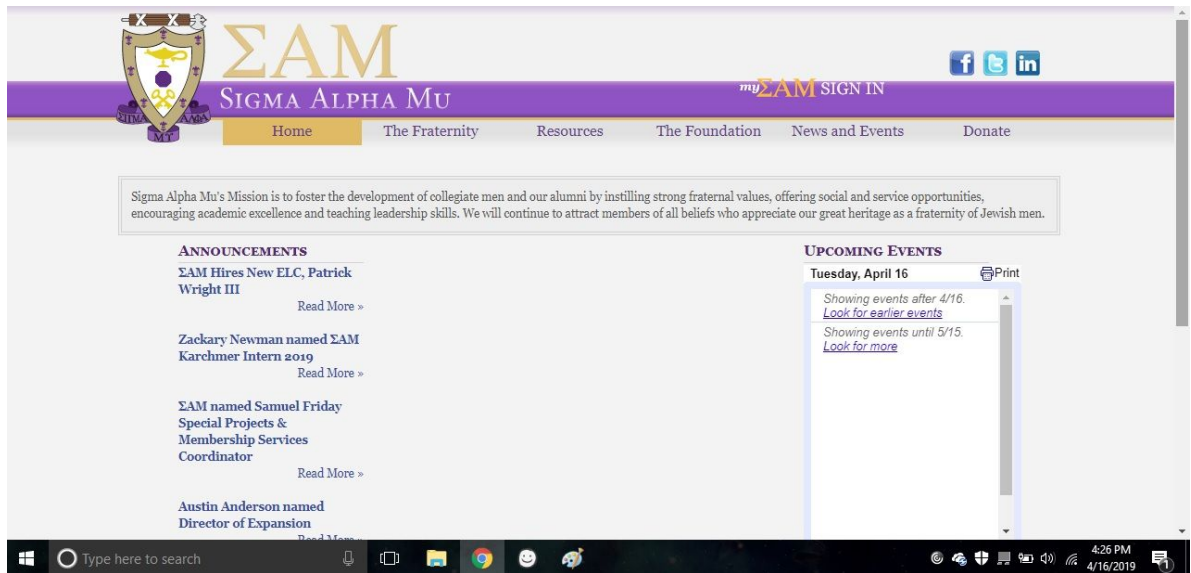 ΣΑΜ
SIGMA ALPHA MU
myΣAM SIGN IN
Home
The Fraternity
Resources
The Foundation
News and Events
Donate
Sigma Alpha Mu's Mission is to foster the development of collegiate men and our alumni by instilling strong fraternal values, offering social and service opportunities,
encouraging academic excellence and teaching leadership skills. We will continue to attract members of all beliefs who appreciate our great heritage as a fraternity of Jewish men.
ANNOUNCEMENTS
ΣAM Hires New ELC, Patrick
Wright III
Read More »
Zackary Newman named ΣAM
Karchmer Intern 2019
Read More »
ΣAM named Samuel Friday
Special Projects &
Membership Services
Coordinator
Read More »
Austin Anderson named
Director of Expansion
Read More »
UPCOMING EVENTS
Tuesday, April 16
Print
Showing events after 4/16.
Look for earlier events
Showing events until 5/15.
Look for more
Type here to search
4:26 PM
4/16/2019